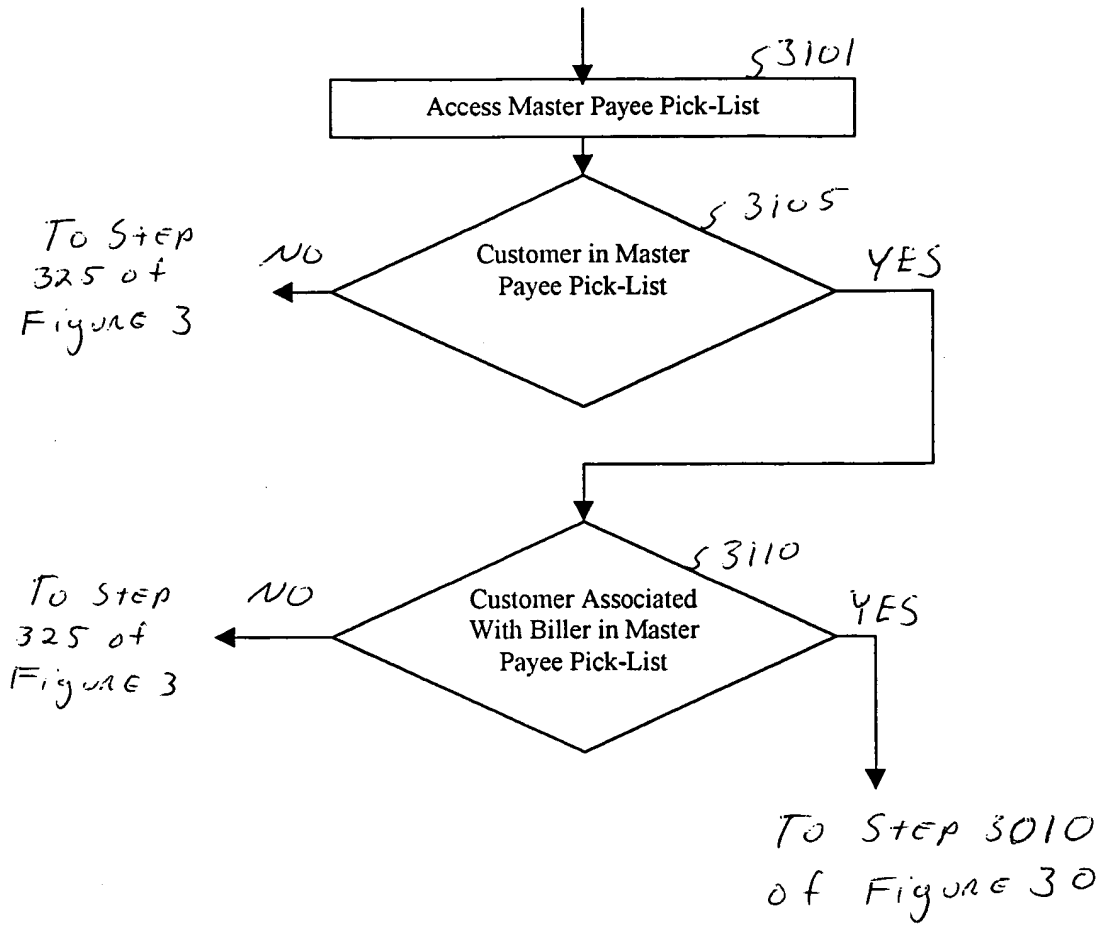 3101
Access Master Payee Pick-List
3105
Customer in Master
Payee Pick-List
NO
To Step
325 of
Figure 3
YES
3110
Customer Associated
With Biller in Master
Payee Pick-List
NO
To Step
325 of
Figure 3
YES
To Step 3010
of Figure 30